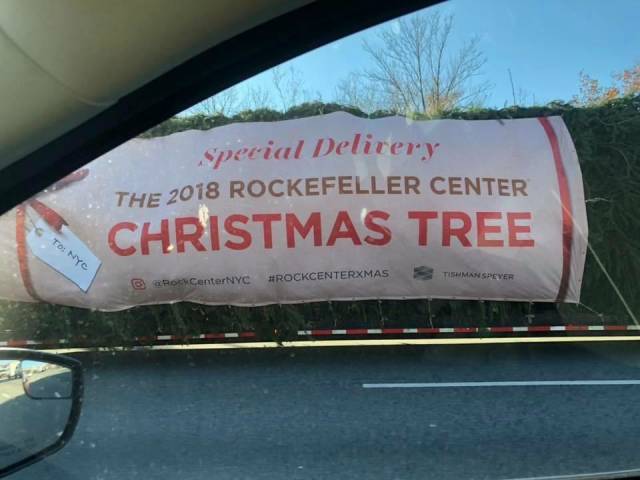 Special Delivery
THE 2018 ROCKEFELLER CENTER
CHRISTMAS TREE
TO: NYC
@RockCenterNYC #ROCKCENTERXMAS TISHMAN SPEYER